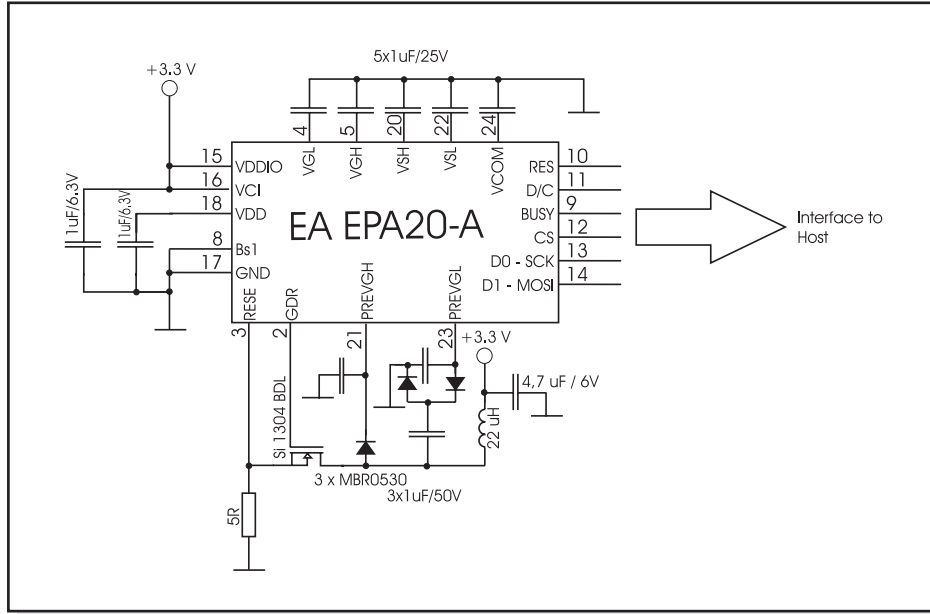 5x1uF/25V
+3.3 V
4
5
20
22
24
VGL
VGH
VSH
VSL
VCOM
15
VDDIO
16
VCI
18
VDD
8
Bs1
17
GND
1uF/6.3V
1uF/6.3V
EA EPA20-A
RES
10
D/C
11
BUSY
9
CS
12
D0 - SCK
13
D1 - MOSI
14
Interface to
Host
RESE
GDR
PREVGH
PREVGL
3
2
21
23
+3.3 V
4,7 uF / 6V
22 uH
Si 1304 BDL
3 x MBR0530
3x1uF/50V
5R